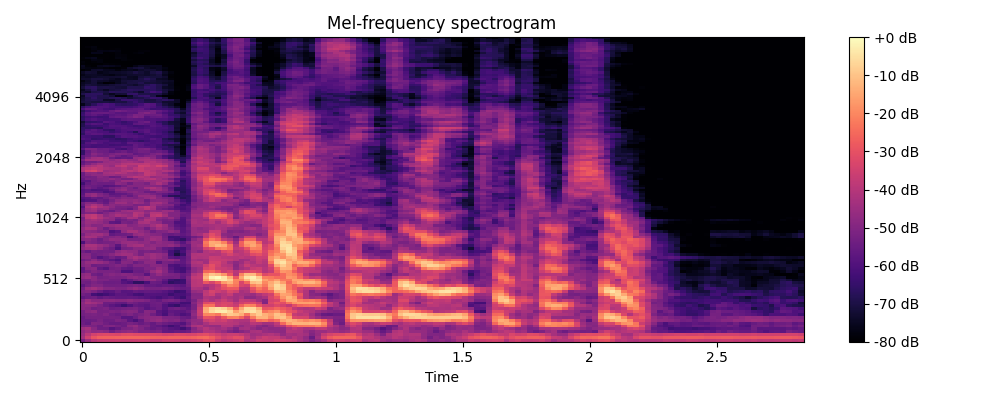 Mel-frequency spectrogram
+0 dB
-10 dB
-20 dB
-30 dB
-40 dB
-50 dB
-60 dB
-70 dB
-80 dB
4096
2048
1024
512
0
Hz
0
0.5
1
1.5
2
2.5
Time